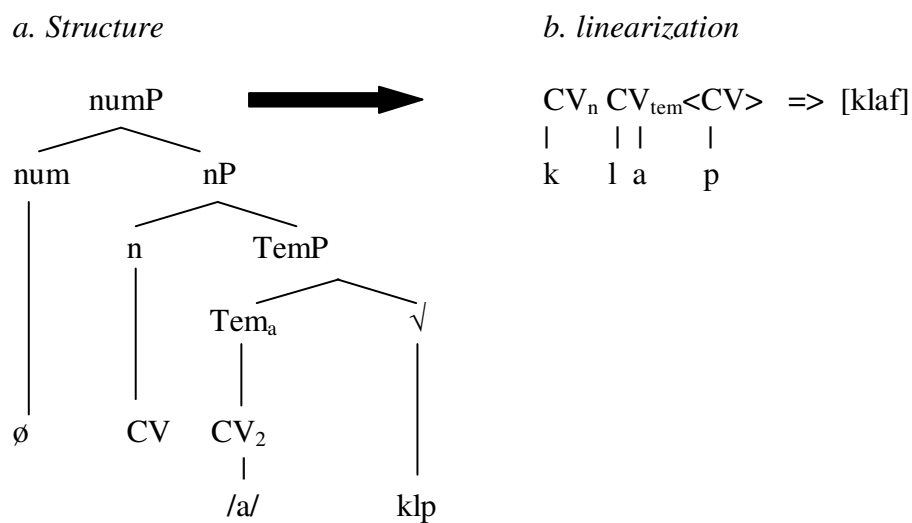 a. Structure b. linearization
numP CVₙ CVₜₑₘ<CV> => [klaf]
k l a p
num nP
n TemP
Temₐ √
ø CV CV₂
/a/ klp